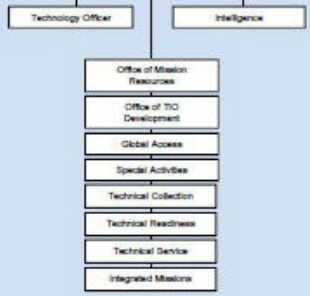 Technology Officer
Intelligence
Office of Mission
Resources
Office of TIO
Development
Global Access
Special Activities
Technical Collection
Technical Readiness
Technical Service
Integrated Missions